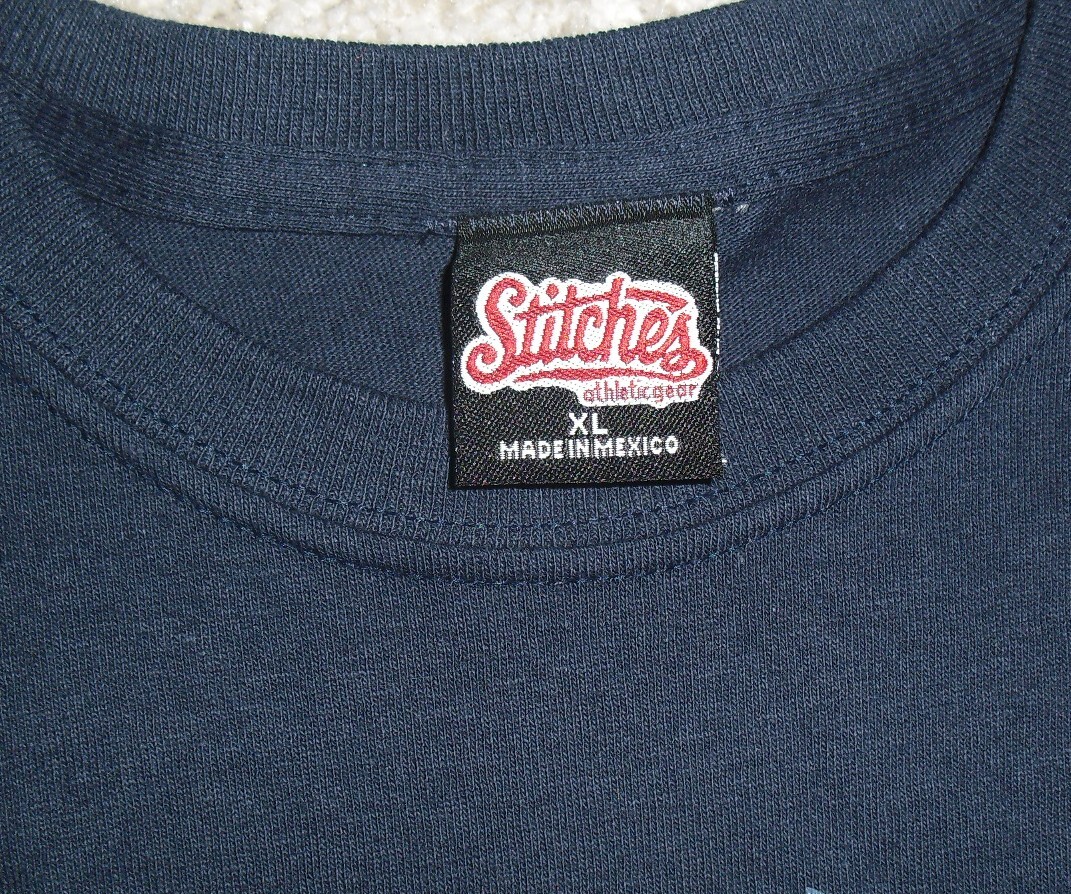 Stitches
athletic gear
XL
MADE IN MEXICO